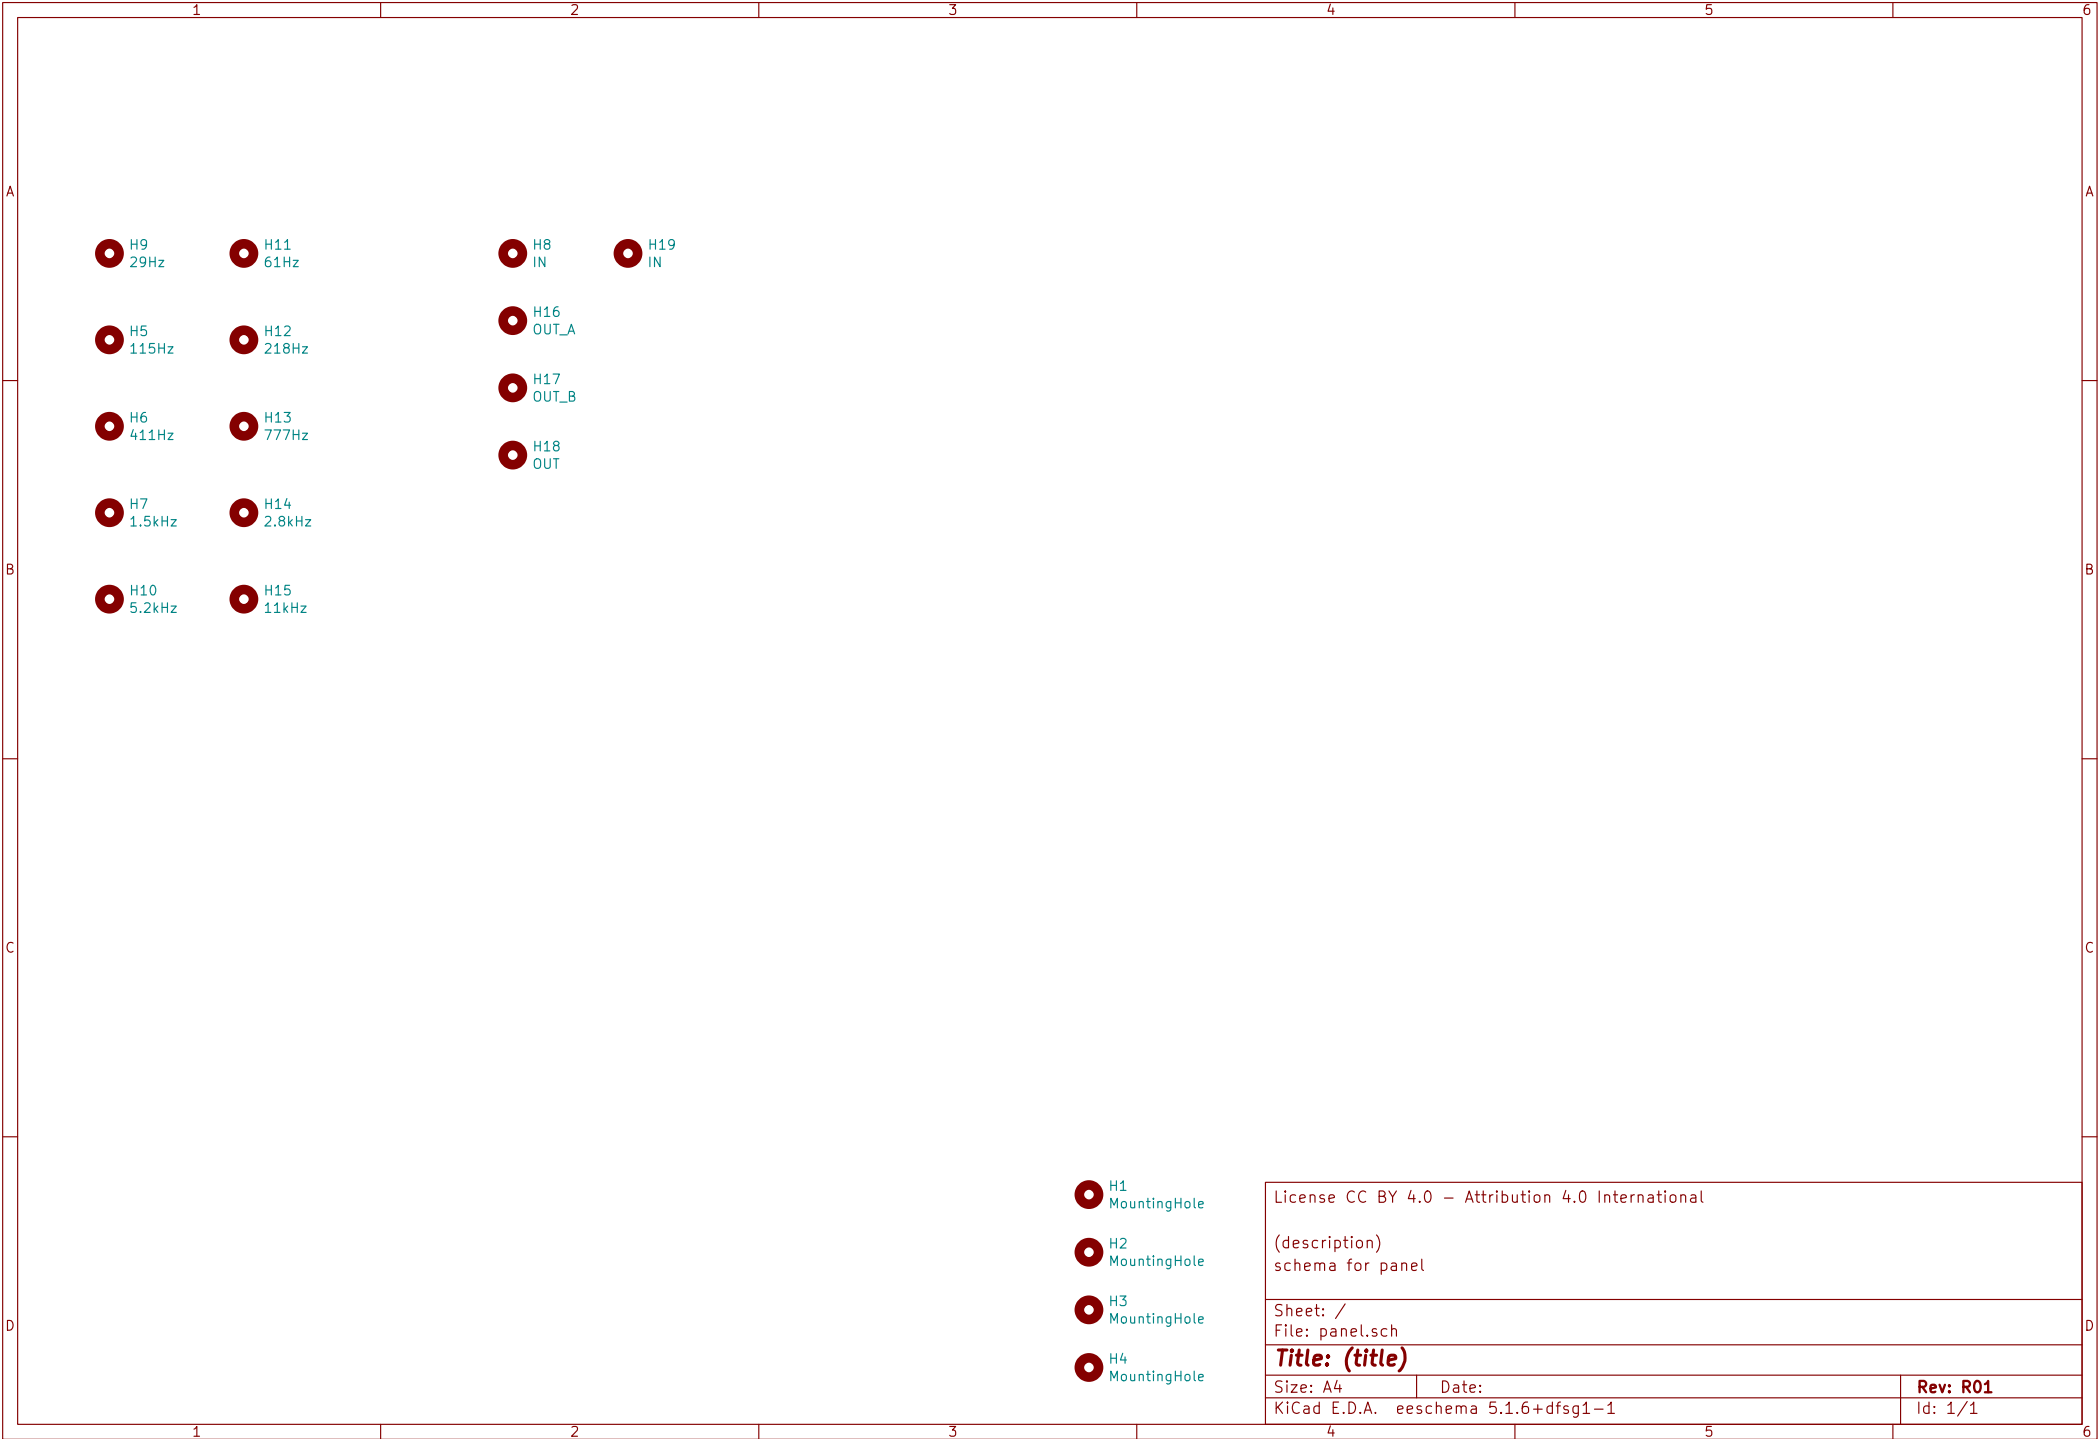 1 2 3 4 5 6
A A
H9
29Hz
H11
61Hz
H8
IN
H19
IN
H16
OUT_A
H5
115Hz
H12
218Hz
H17
OUT_B
H6
411Hz
H13
777Hz
H18
OUT
H7
1.5kHz
H14
2.8kHz
B B
H10
5.2kHz
H15
11kHz
C C
H1
MountingHole
H2
MountingHole
H3
MountingHole
H4
MountingHole
License CC BY 4.0 - Attribution 4.0 International
(description)
schema for panel
Sheet: /
File: panel.sch
D D
Title: (title)
Size: A4 Date: Rev: R01
KiCad E.D.A. eeschema 5.1.6+dfsg1-1 Id: 1/1
1 2 3 4 5 6